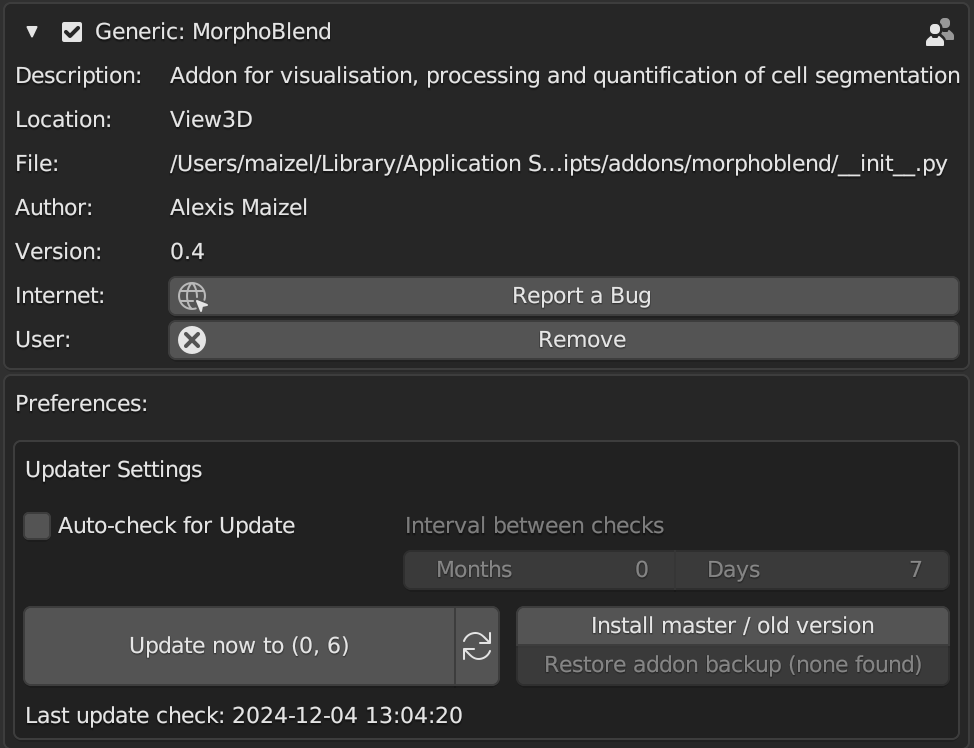 Generic: MorphoBlend
Description: Addon for visualisation, processing and quantification of cell segmentation
Location: View3D
File: /Users/maizel/Library/Application S...ipts/addons/morphoblend/__init__.py
Author: Alexis Maizel
Version: 0.4
Internet: Report a Bug
User: Remove
Preferences:
Updater Settings
Auto-check for Update Interval between checks
Months 0 Days 7
Update now to (0, 6)
Install master / old version
Restore addon backup (none found)
Last update check: 2024-12-04 13:04:20